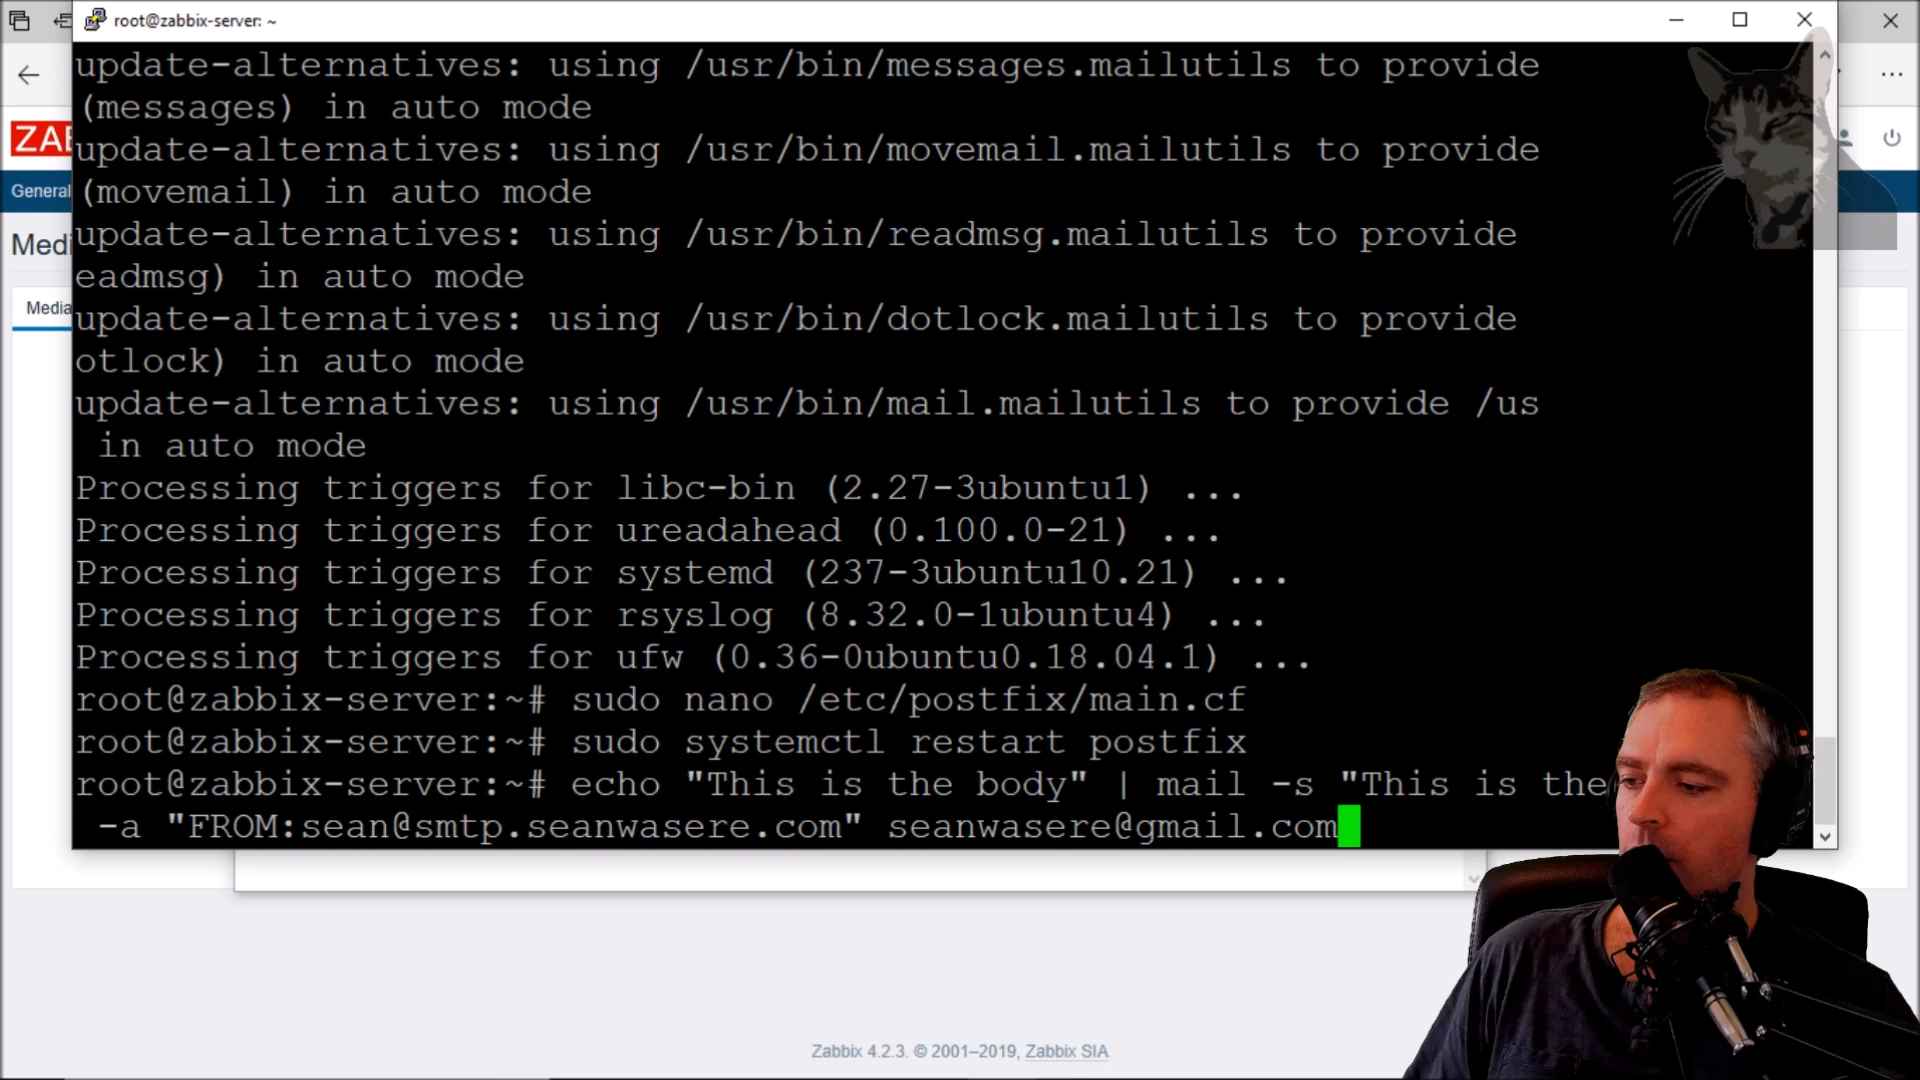 root@zabbix-server: ~
update-alternatives: using /usr/bin/messages.mailutils to provide
(messages) in auto mode
update-alternatives: using /usr/bin/movemail.mailutils to provide
(movemail) in auto mode
update-alternatives: using /usr/bin/readmsg.mailutils to provide
eadmsg) in auto mode
update-alternatives: using /usr/bin/dotlock.mailutils to provide
otlock) in auto mode
update-alternatives: using /usr/bin/mail.mailutils to provide /us
in auto mode
Processing triggers for libc-bin (2.27-3ubuntu1) ...
Processing triggers for ureadahead (0.100.0-21) ...
Processing triggers for systemd (237-3ubuntu10.21) ...
Processing triggers for rsyslog (8.32.0-1ubuntu4) ...
Processing triggers for ufw (0.36-0ubuntu0.18.04.1) ...
root@zabbix-server:~# sudo nano /etc/postfix/main.cf
root@zabbix-server:~# sudo systemctl restart postfix
root@zabbix-server:~# echo "This is the body" | mail -s "This is the
-a "FROM:sean@smtp.seanwasere.com" seanwasere@gmail.com
ZAB
General
Medi
Media
Zabbix 4.2.3. © 2001–2019, Zabbix SIA